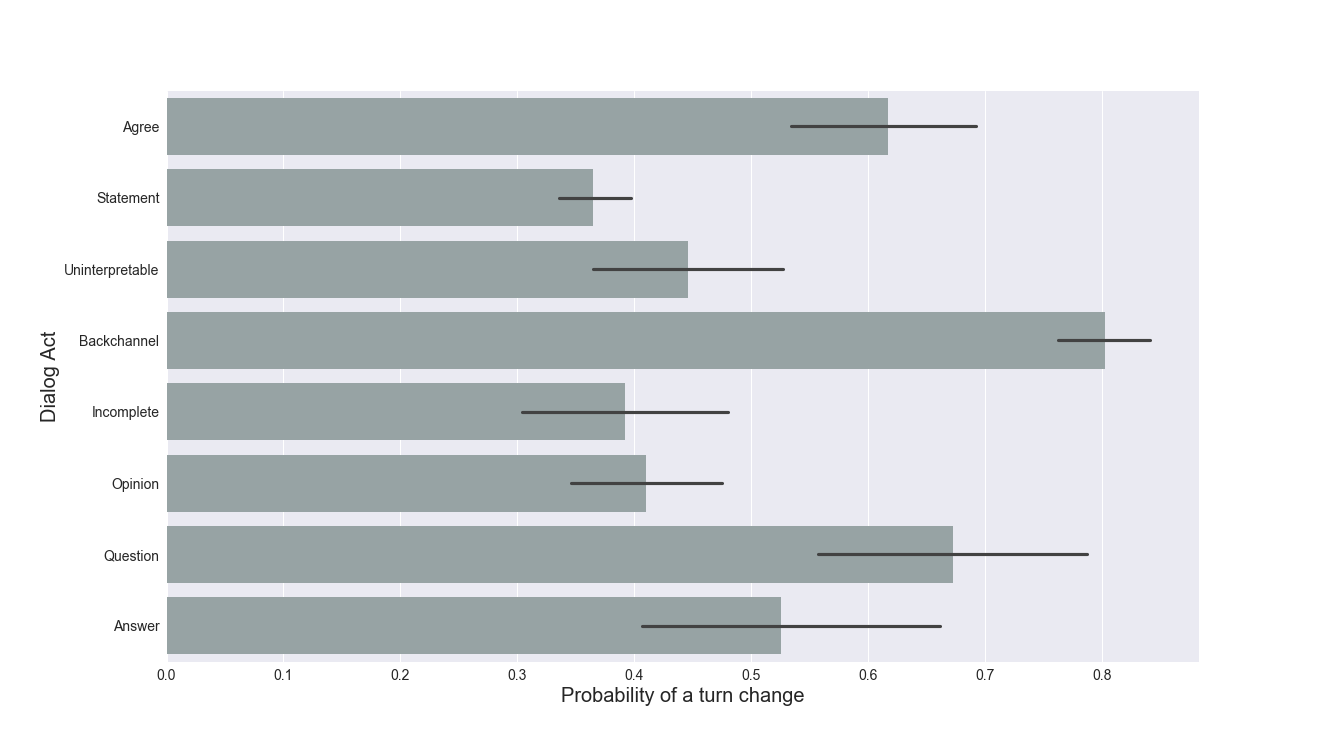 Agree
Statement
Uninterpretable
Backchannel
Incomplete
Opinion
Question
Answer
Dialog Act
0.0 0.1 0.2 0.3 0.4 0.5 0.6 0.7 0.8
Probability of a turn change